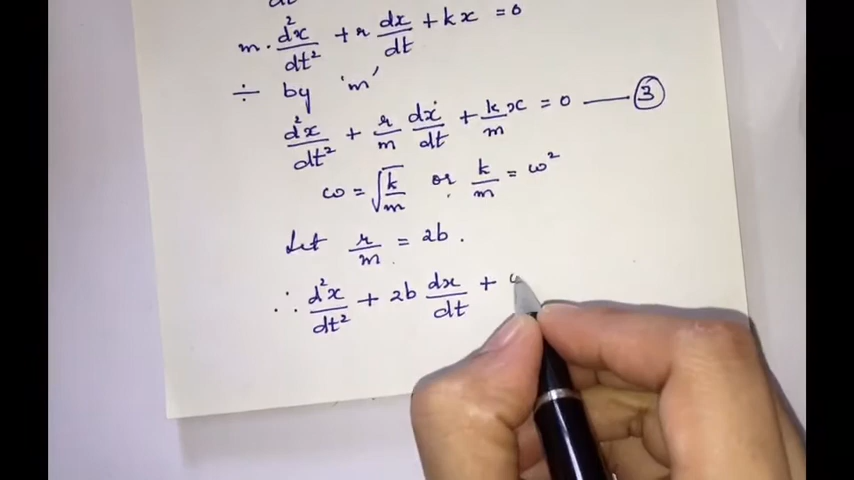 m · d²x/dt² + r dx/dt + kx = 0
÷ by 'm'
d²x/dt² + r/m dx/dt + k/m x = 0 —— ③
ω = √k/m or k/m = ω²
Let r/m = 2b.
∴ d²x/dt² + 2b dx/dt +